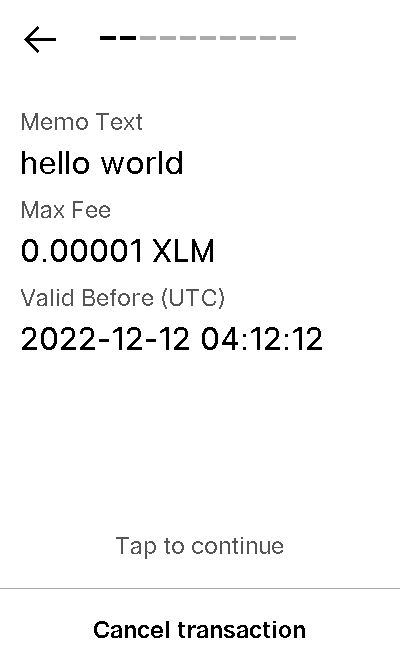 Memo Text
hello world
Max Fee
0.00001 XLM
Valid Before (UTC)
2022-12-12 04:12:12
Tap to continue
Cancel transaction